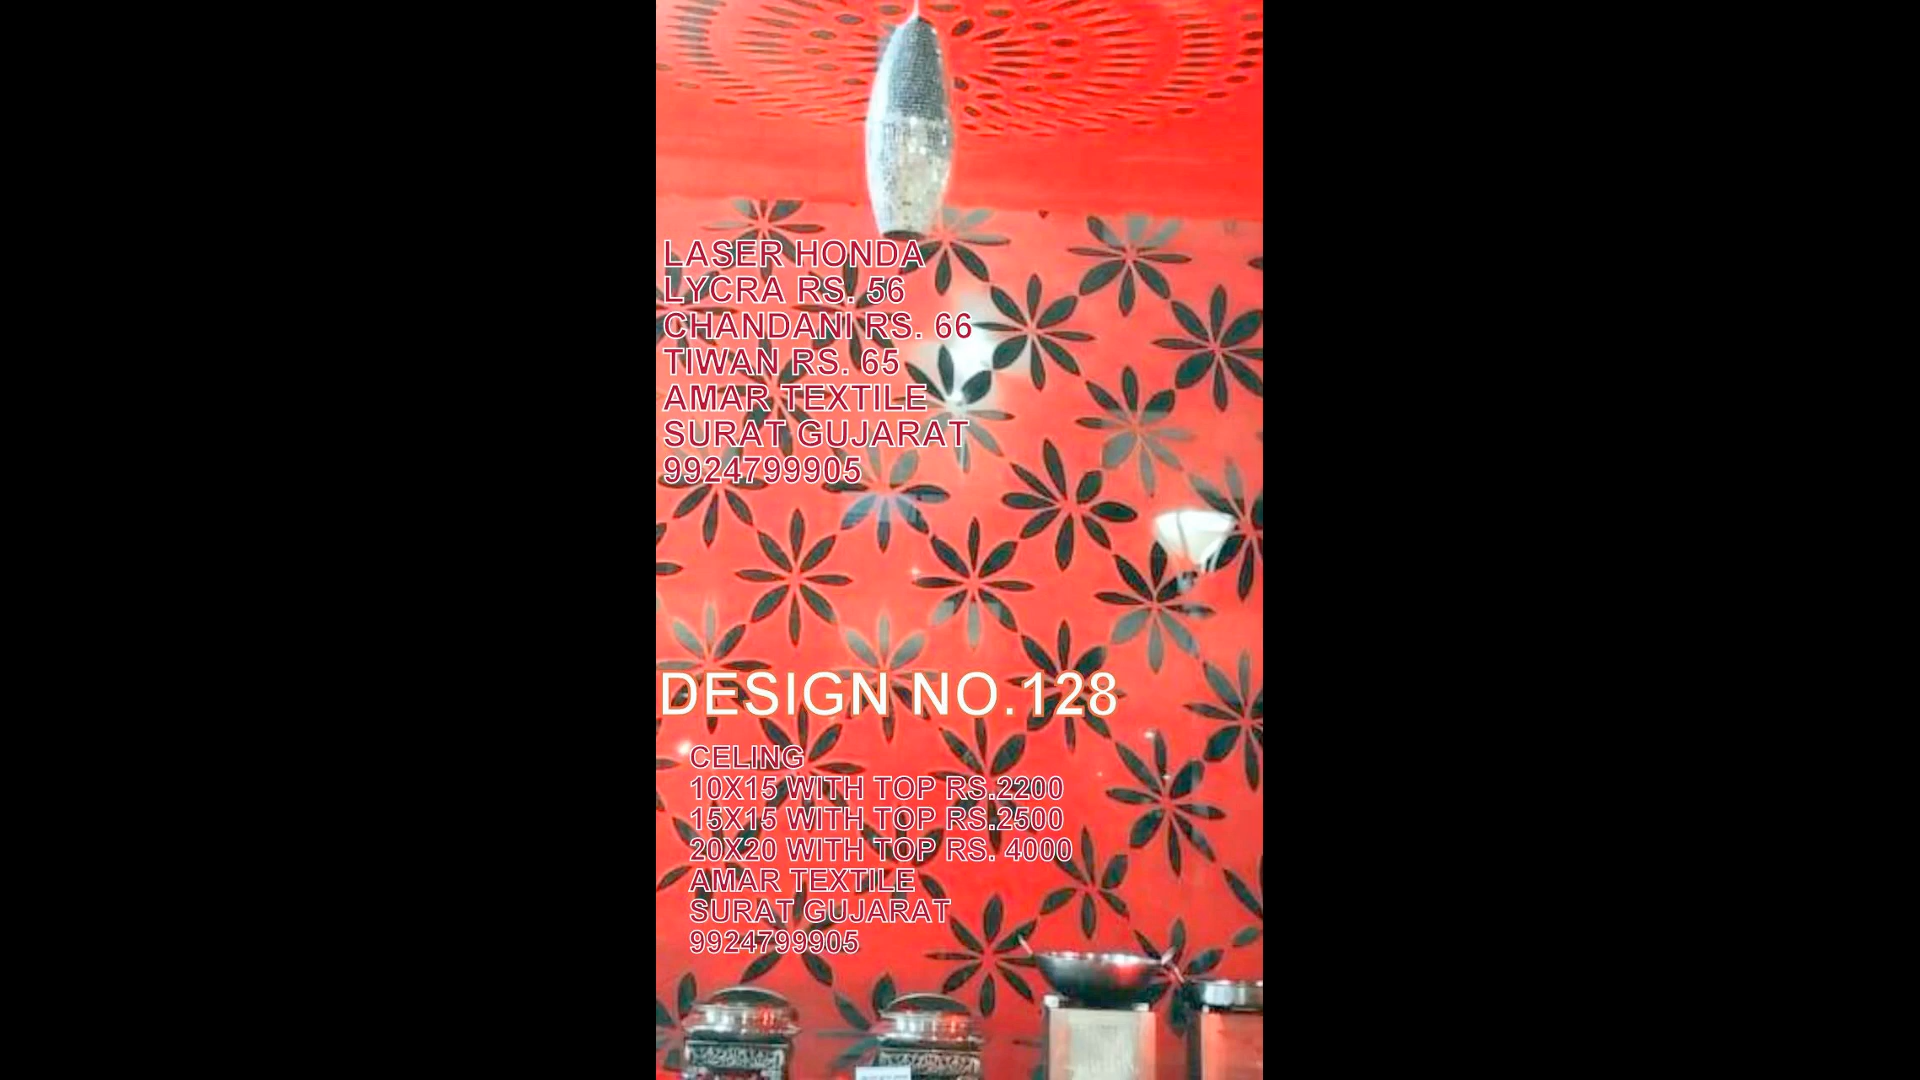 LASER HONDA
LYCRA RS. 56
CHANDANI RS. 66
TIWAN RS. 65
AMAR TEXTILE
SURAT GUJARAT
9924799905
DESIGN NO.128
CELING
10X15 WITH TOP RS.2200
15X15 WITH TOP RS.2500
20X20 WITH TOP RS. 4000
AMAR TEXTILE
SURAT GUJARAT
9924799905